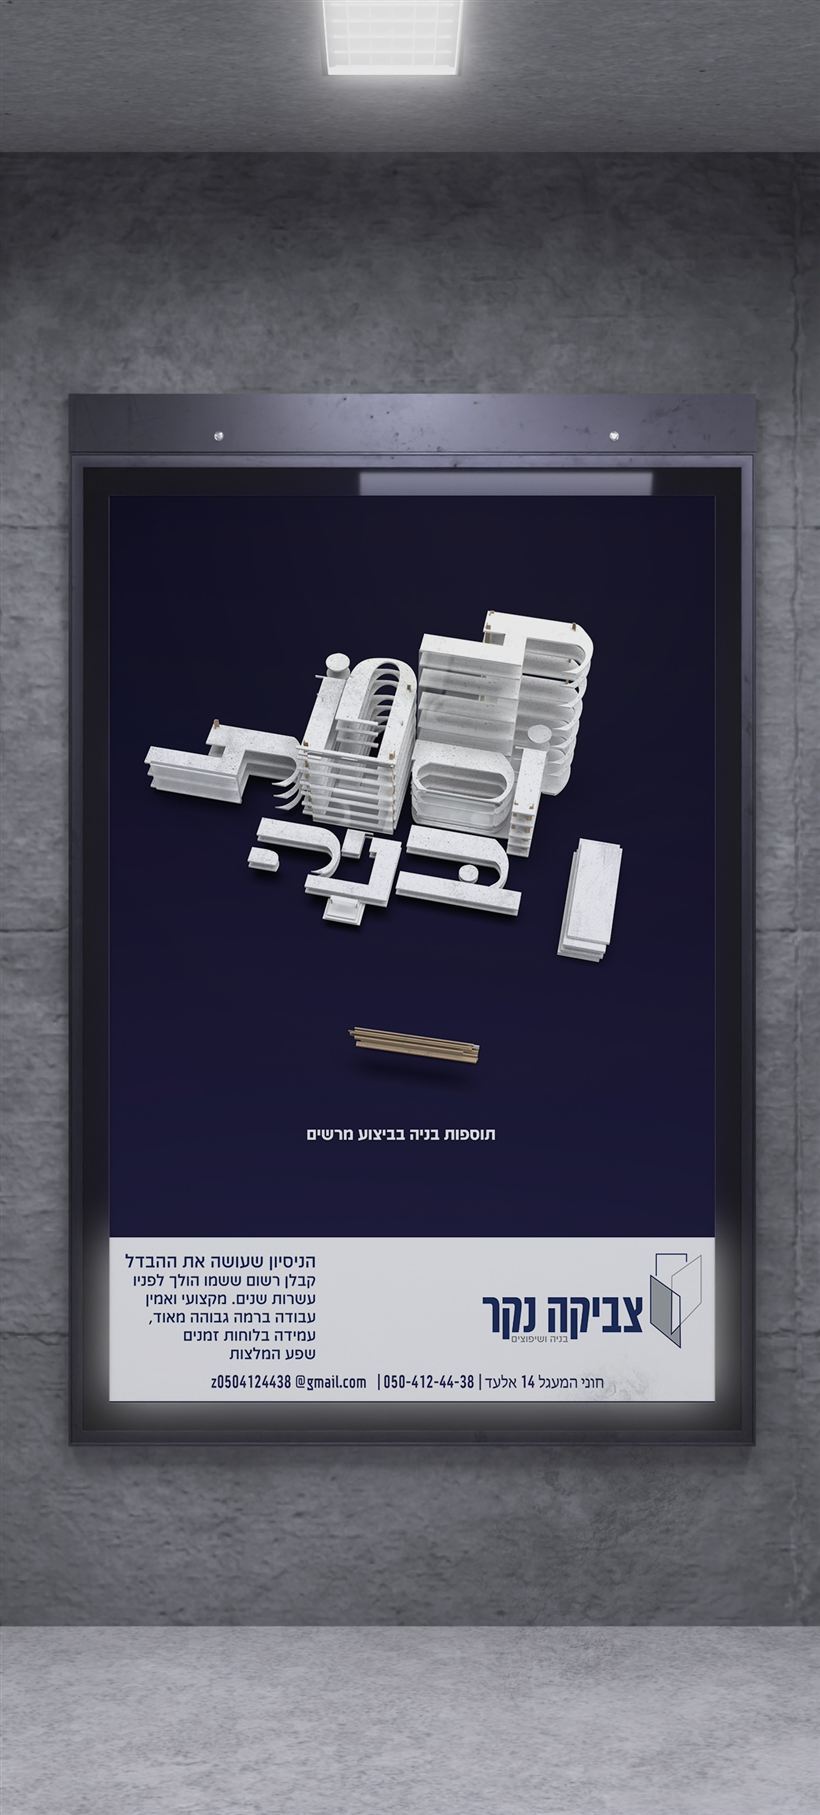 תוספות בניה בביצוע מרשים
צביקה נקר
בניה ושיפוצים
הניסיון שעושה את ההבדל
קבלן רשום ששמו הולך לפניו
עשרות שנים. מקצועי ואמין
עבודה ברמה גבוהה מאוד,
עמידה בלוחות זמנים
שפע המלצות
חוני המעגל 14 אלעד | 050-412-44-38 | z0504124438 @gmail.com